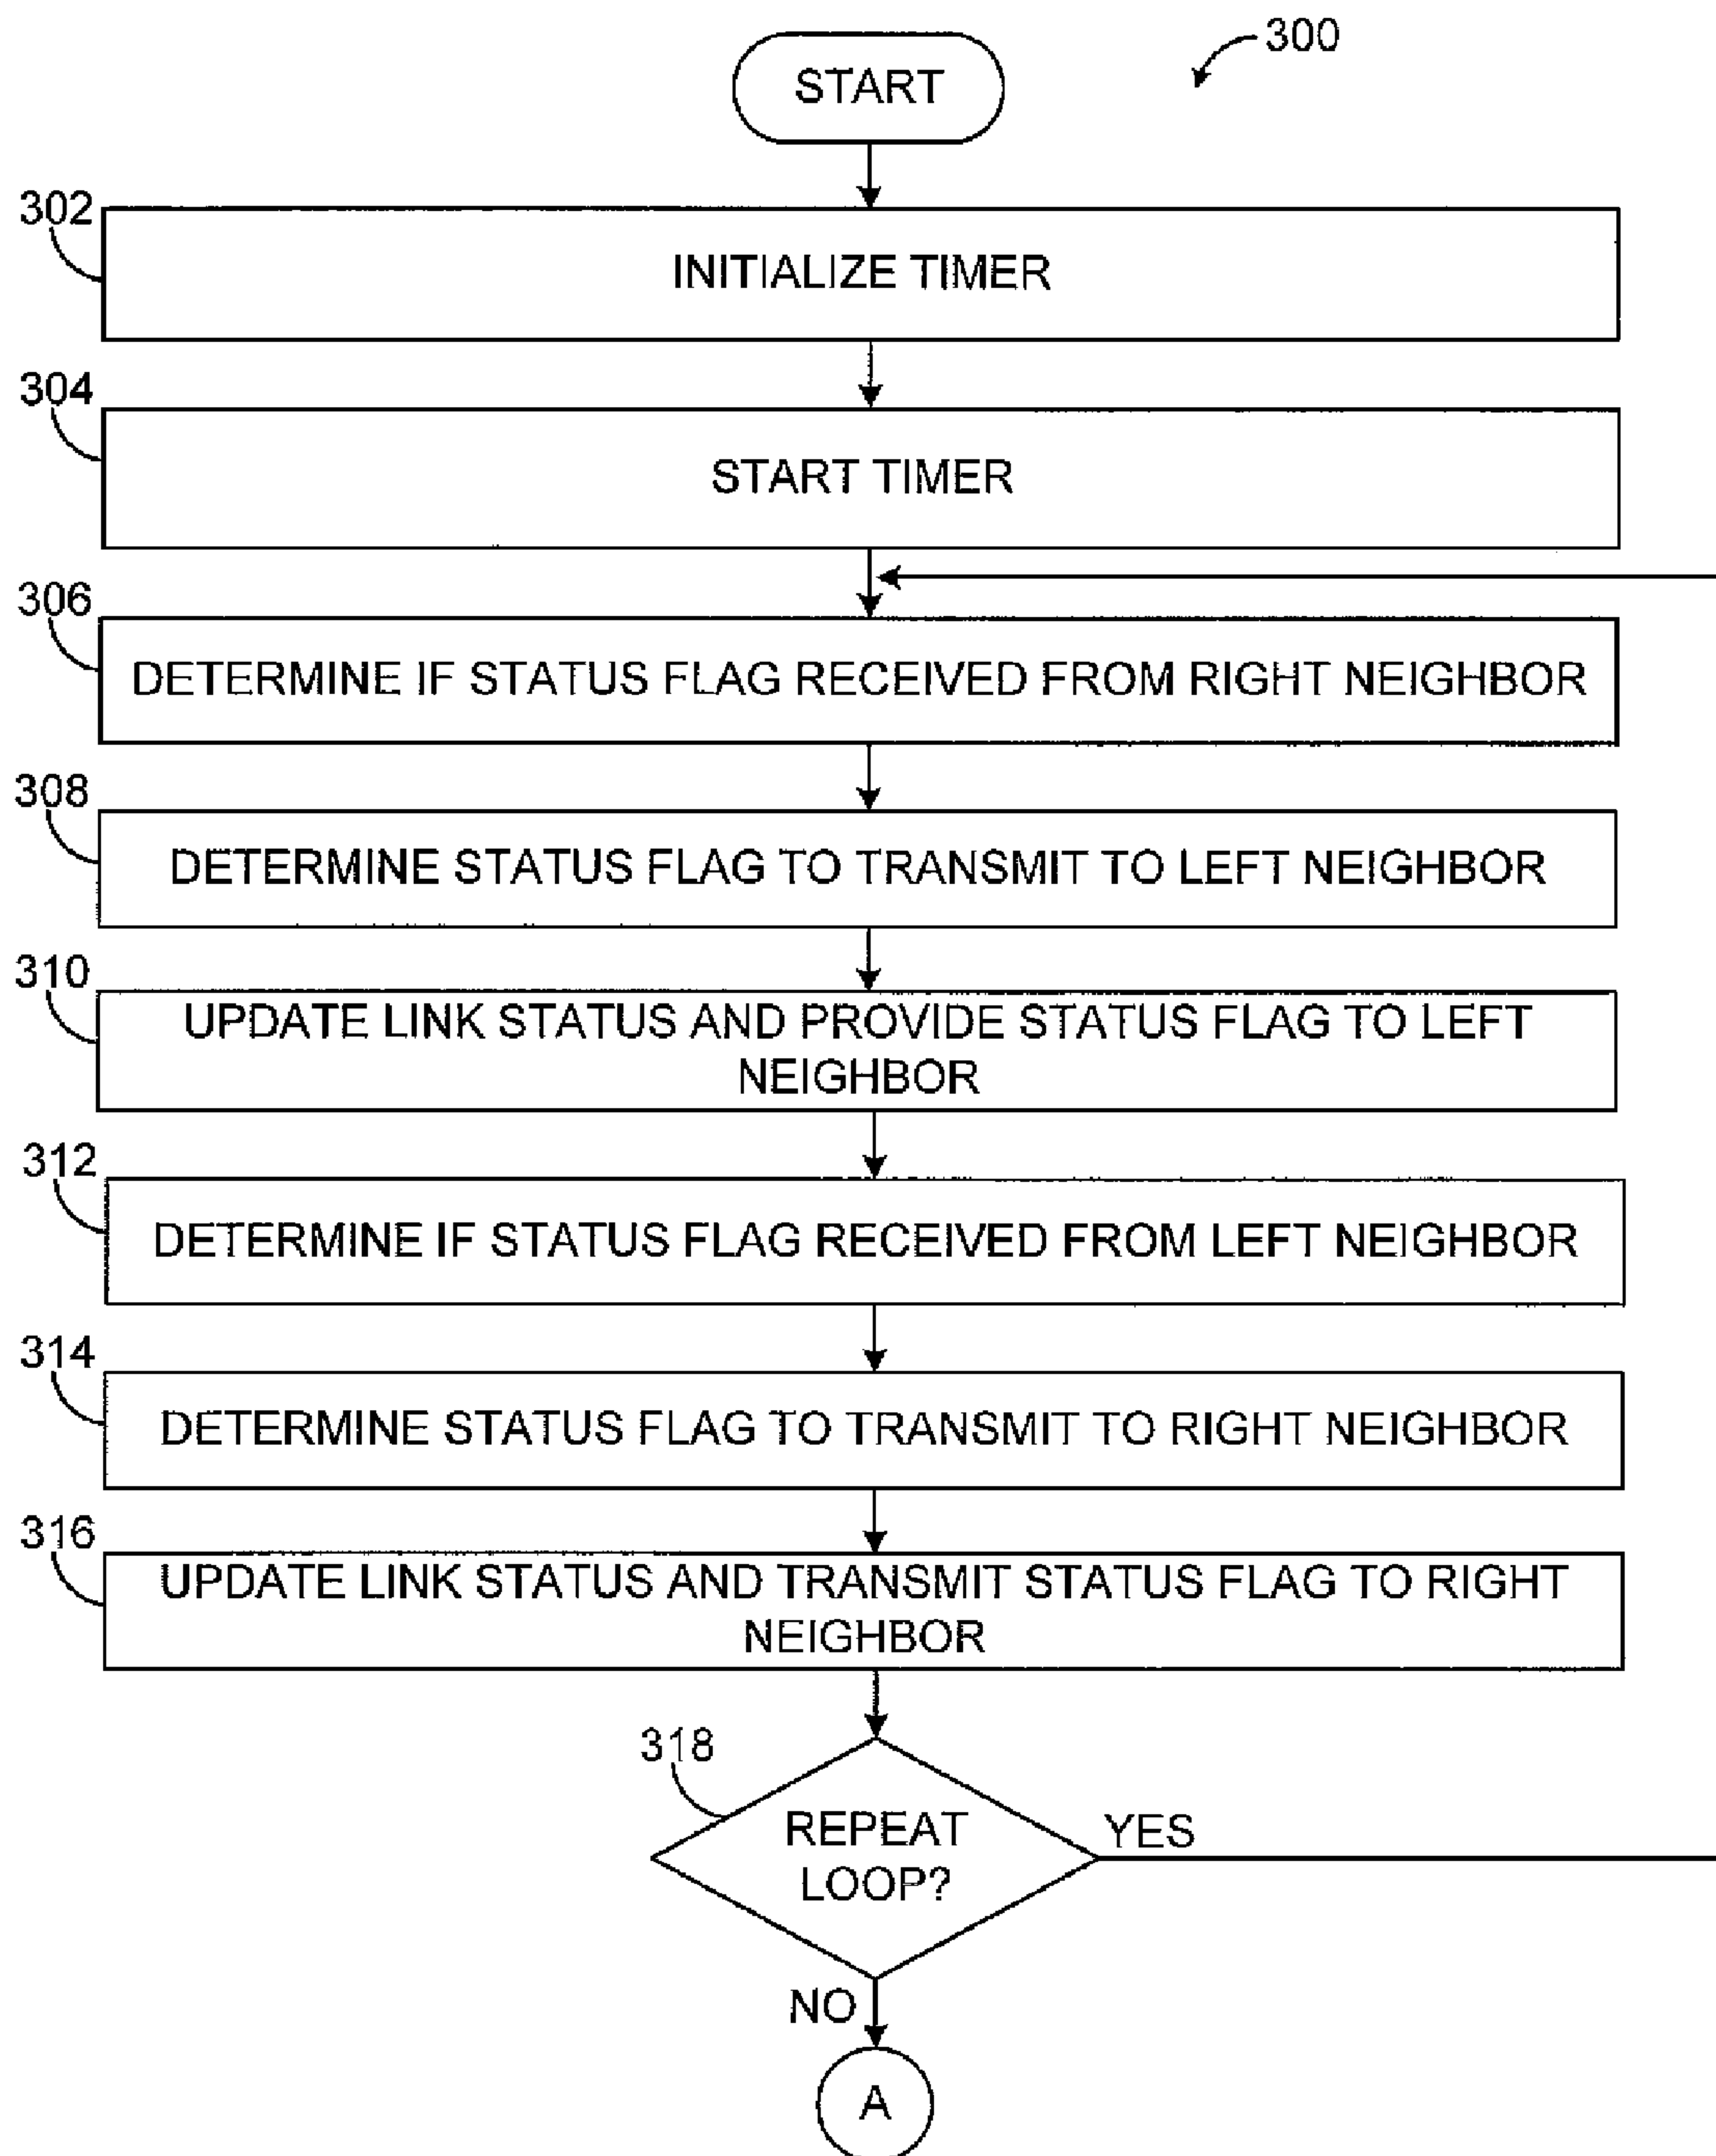 300
START
302
INITIALIZE TIMER
304
START TIMER
306
DETERMINE IF STATUS FLAG RECEIVED FROM RIGHT NEIGHBOR
308
DETERMINE STATUS FLAG TO TRANSMIT TO LEFT NEIGHBOR
310
UPDATE LINK STATUS AND PROVIDE STATUS FLAG TO LEFT
NEIGHBOR
312
DETERMINE IF STATUS FLAG RECEIVED FROM LEFT NEIGHBOR
314
DETERMINE STATUS FLAG TO TRANSMIT TO RIGHT NEIGHBOR
316
UPDATE LINK STATUS AND TRANSMIT STATUS FLAG TO RIGHT
NEIGHBOR
318
REPEAT
LOOP?
YES
NO
A